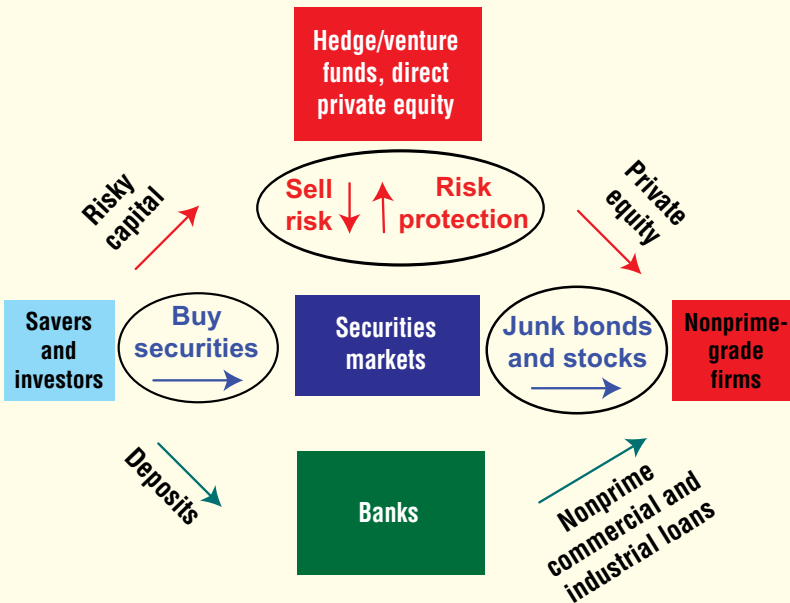 Hedge/venture
funds, direct
private equity
Risky
capital
Sell
risk
Risk
protection
Private
equity
Savers
and
investors
Buy
securities
Securities
markets
Junk bonds
and stocks
Nonprime-
grade
firms
Deposits
Banks
Nonprime
commercial and
industrial loans